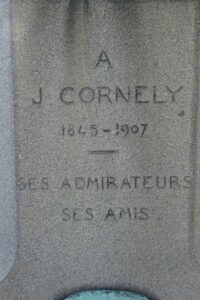 A
J CORNELY
1845-1907
SES ADMIRATEURS
SES AMIS